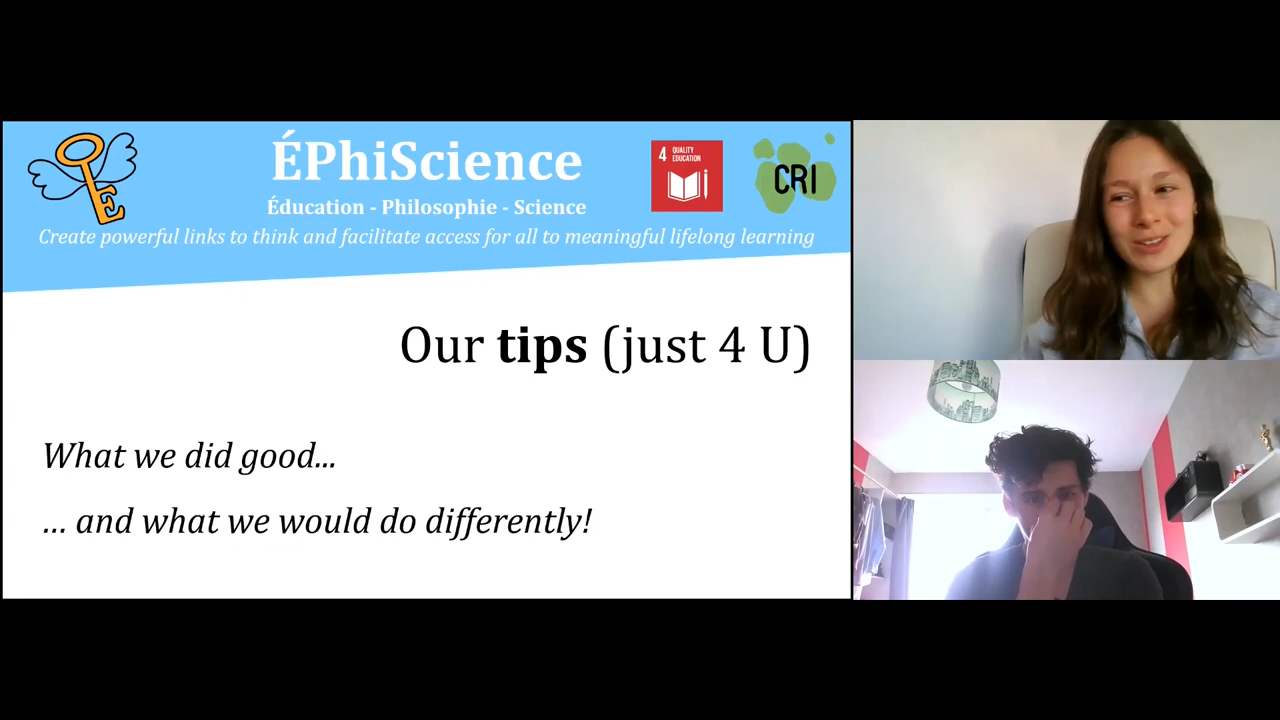 ÉPhiScience
Éducation - Philosophie - Science
Create powerful links to think and facilitate access for all to meaningful lifelong learning
E
4 QUALITY
EDUCATION
CRI
Our tips (just 4 U)
What we did good...
... and what we would do differently!